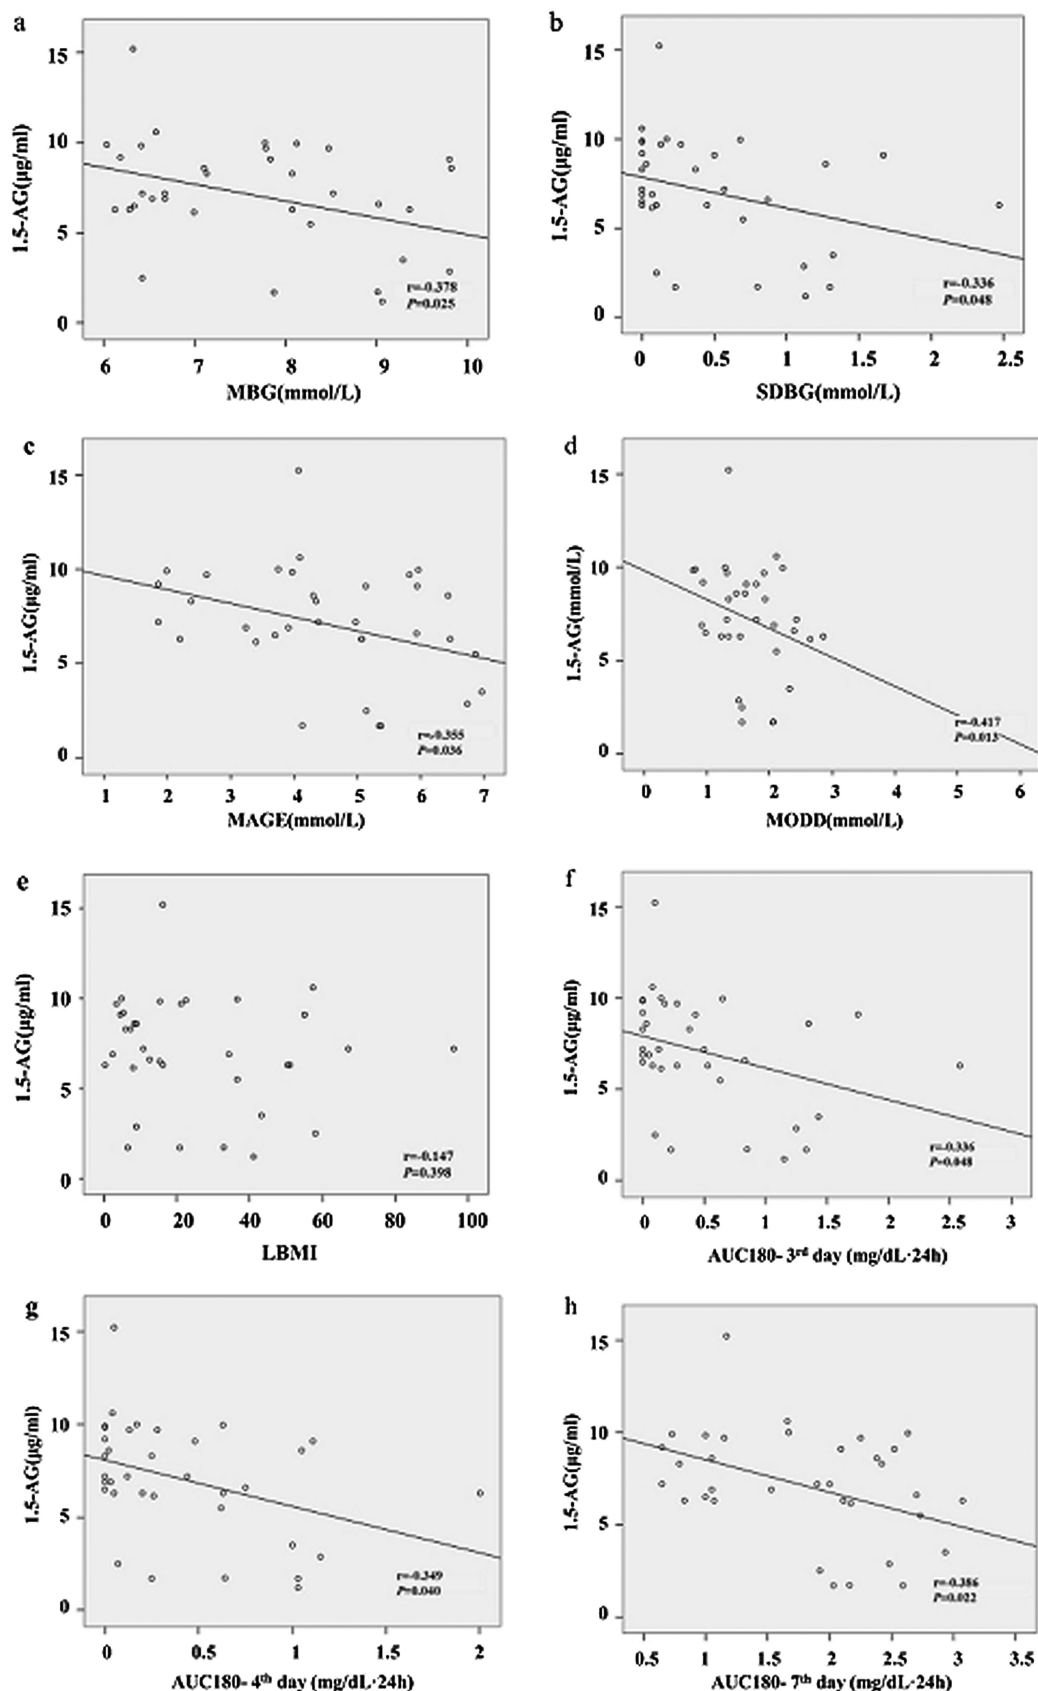 a
15
10
5
0
1.5-AG(μg/ml)
r=-0.378
P=0.025
6 7 8 9 10
MBG(mmol/L)
b
15
10
5
0
1.5-AG(μg/ml)
r=-0.336
P=0.048
0 0.5 1 1.5 2 2.5
SDBG(mmol/L)
c
15
10
5
0
1.5-AG(μg/ml)
r=-0.355
P=0.036
1 2 3 4 5 6 7
MAGE(mmol/L)
d
15
10
5
0
1.5-AG(mmol/L)
r=-0.417
P=0.013
0 1 2 3 4 5 6
MODD(mmol/L)
e
15
10
5
0
1.5-AG(μg/ml)
r=-0.147
P=0.398
0 20 40 60 80 100
LBMI
f
15
10
5
0
1.5-AG(μg/ml)
r=-0.336
P=0.048
0 0.5 1 1.5 2 2.5 3
AUC180- 3rd day (mg/dL·24h)
g
15
10
5
0
1.5-AG(μg/ml)
r=-0.349
P=0.040
0 0.5 1 1.5 2
AUC180- 4th day (mg/dL·24h)
h
15
10
5
0
1.5-AG(μg/ml)
r=-0.386
P=0.022
0.5 1 1.5 2 2.5 3 3.5
AUC180- 7th day (mg/dL·24h)